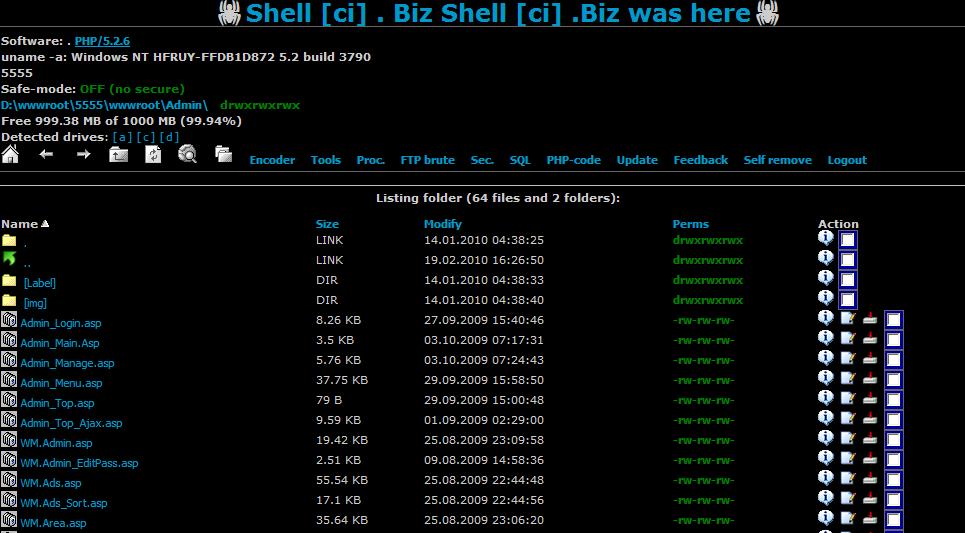 Shell [ci] . Biz Shell [ci] .Biz was here
Software: . PHP/5.2.6
uname -a: Windows NT HFRUY-FFDB1D872 5.2 build 3790
5555
Safe-mode: OFF (no secure)
D:\wwwroot\5555\wwwroot\Admin\ drwxrwxrwx
Free 999.38 MB of 1000 MB (99.94%)
Detected drives: [a] [c] [d]
Encoder Tools Proc. FTP brute Sec. SQL PHP-code Update Feedback Self remove Logout
Listing folder (64 files and 2 folders):
Name Size Modify Perms Action
. LINK 14.01.2010 04:38:25 drwxrwxrwx
.. LINK 19.02.2010 16:26:50 drwxrwxrwx
[Label] DIR 14.01.2010 04:38:33 drwxrwxrwx
[img] DIR 14.01.2010 04:38:40 drwxrwxrwx
Admin_Login.asp 8.26 KB 27.09.2009 15:40:46 -rw-rw-rw-
Admin_Main.Asp 3.5 KB 03.10.2009 07:17:31 -rw-rw-rw-
Admin_Manage.asp 5.76 KB 03.10.2009 07:24:43 -rw-rw-rw-
Admin_Menu.asp 37.75 KB 29.09.2009 15:58:50 -rw-rw-rw-
Admin_Top.asp 79 B 29.09.2009 15:00:48 -rw-rw-rw-
Admin_Top_Ajax.asp 9.59 KB 01.09.2009 02:29:00 -rw-rw-rw-
WM.Admin.asp 19.42 KB 25.08.2009 23:09:58 -rw-rw-rw-
WM.Admin_EditPass.asp 2.51 KB 09.08.2009 14:58:36 -rw-rw-rw-
WM.Ads.asp 55.54 KB 25.08.2009 22:44:48 -rw-rw-rw-
WM.Ads_Sort.asp 17.1 KB 25.08.2009 22:44:56 -rw-rw-rw-
WM.Area.asp 35.64 KB 25.08.2009 23:06:20 -rw-rw-rw-